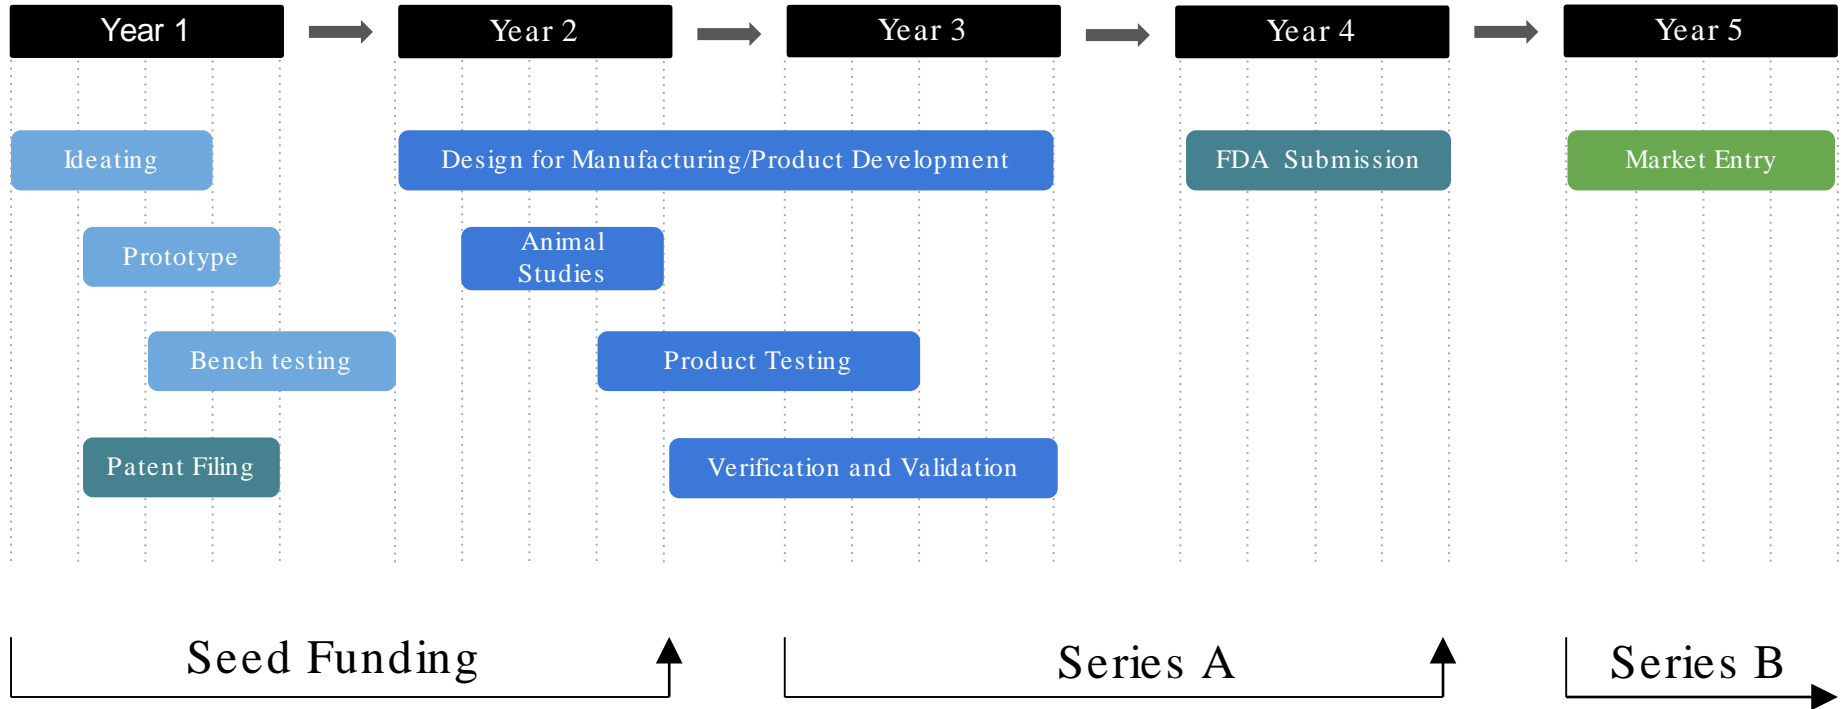 Year 1
Year 2
Year 3
Year 4
Year 5
Ideating
Design for Manufacturing/Product Development
FDA Submission
Market Entry
Prototype
Animal
Studies
Bench testing
Product Testing
Patent Filing
Verification and Validation
Seed Funding
Series A
Series B